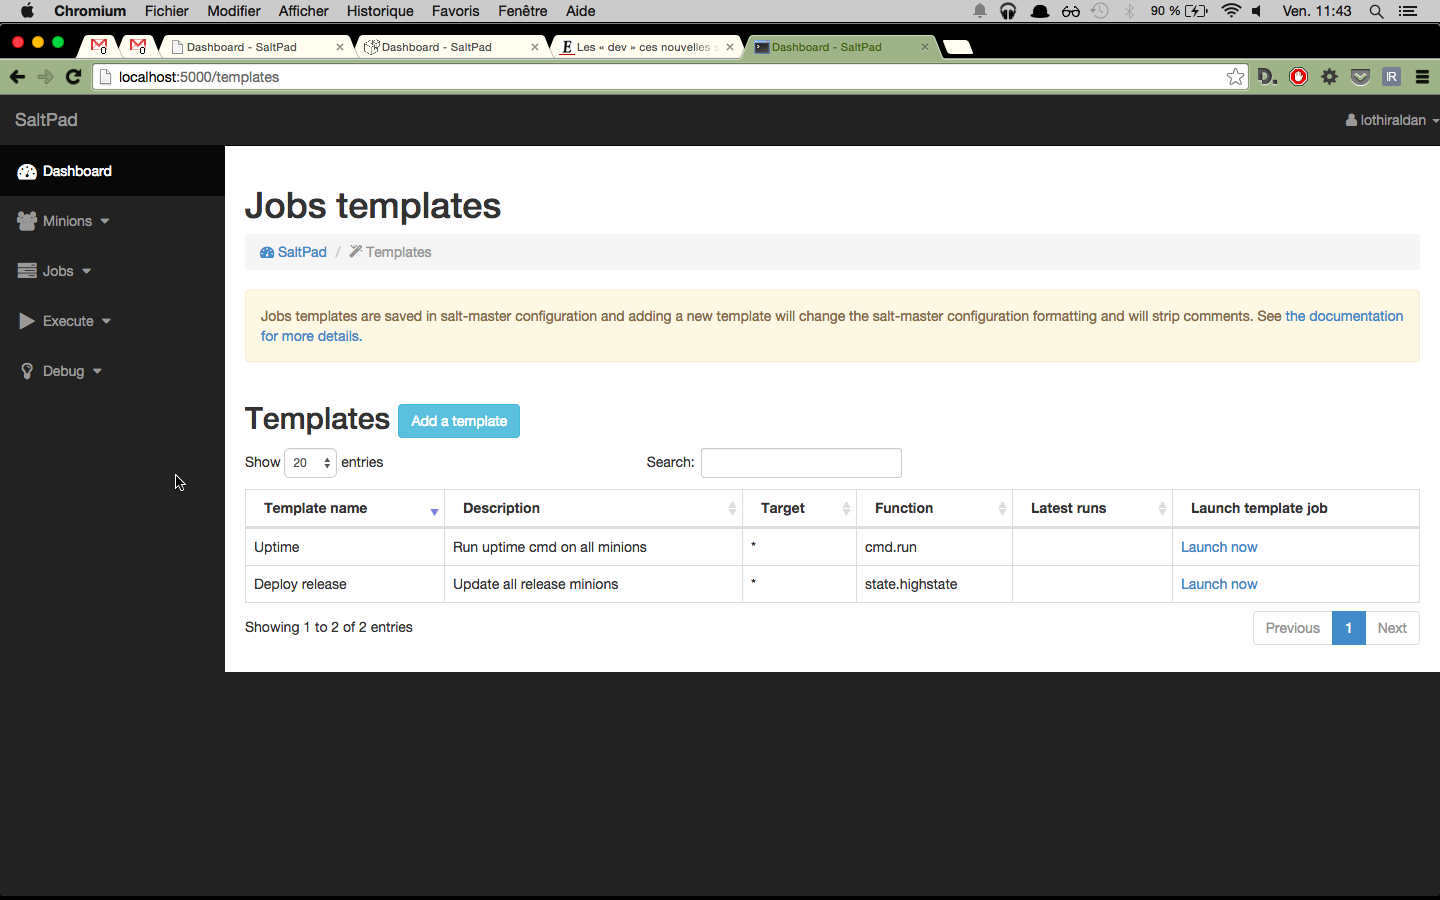 Chromium Fichier Modifier Afficher Historique Favoris Fenêtre Aide 90 % Ven. 11:43
0 0 Dashboard - SaltPad Dashboard - SaltPad E Les « dev » ces nouvelles Dashboard - SaltPad
localhost:5000/templates D. IR
SaltPad lothiraldan
Dashboard
Minions
Jobs
Execute
Debug
Jobs templates
SaltPad / Templates
Jobs templates are saved in salt-master configuration and adding a new template will change the salt-master configuration formatting and will strip comments. See the documentation
for more details.
Templates Add a template
Show 20 entries Search:
Template name Description Target Function Latest runs Launch template job
Uptime Run uptime cmd on all minions * cmd.run Launch now
Deploy release Update all release minions * state.highstate Launch now
Showing 1 to 2 of 2 entries Previous 1 Next